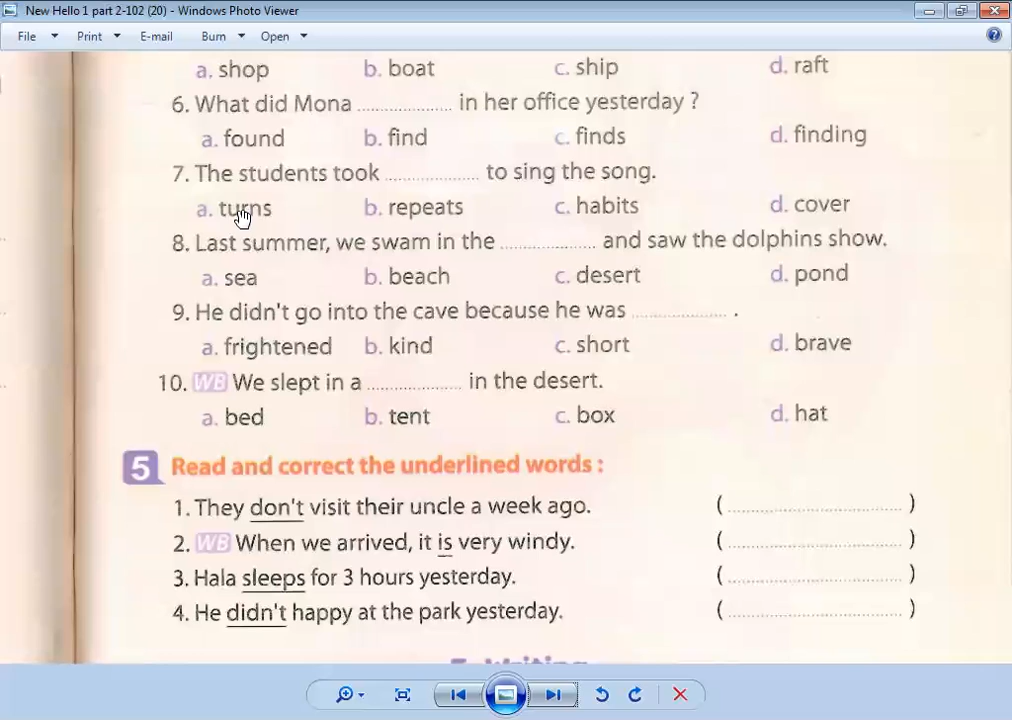 New Hello 1 part 2-102 (20) - Windows Photo Viewer
File Print E-mail Burn Open
a. shop b. boat c. ship d. raft
6. What did Mona .................. in her office yesterday ?
a. found b. find c. finds d. finding
7. The students took .................. to sing the song.
a. turns b. repeats c. habits d. cover
8. Last summer, we swam in the .................. and saw the dolphins show.
a. sea b. beach c. desert d. pond
9. He didn't go into the cave because he was .................. .
a. frightened b. kind c. short d. brave
10. WB We slept in a .................. in the desert.
a. bed b. tent c. box d. hat
5 Read and correct the underlined words :
1. They don't visit their uncle a week ago. (..................................)
2. WB When we arrived, it is very windy. (..................................)
3. Hala sleeps for 3 hours yesterday. (..................................)
4. He didn't happy at the park yesterday. (..................................)